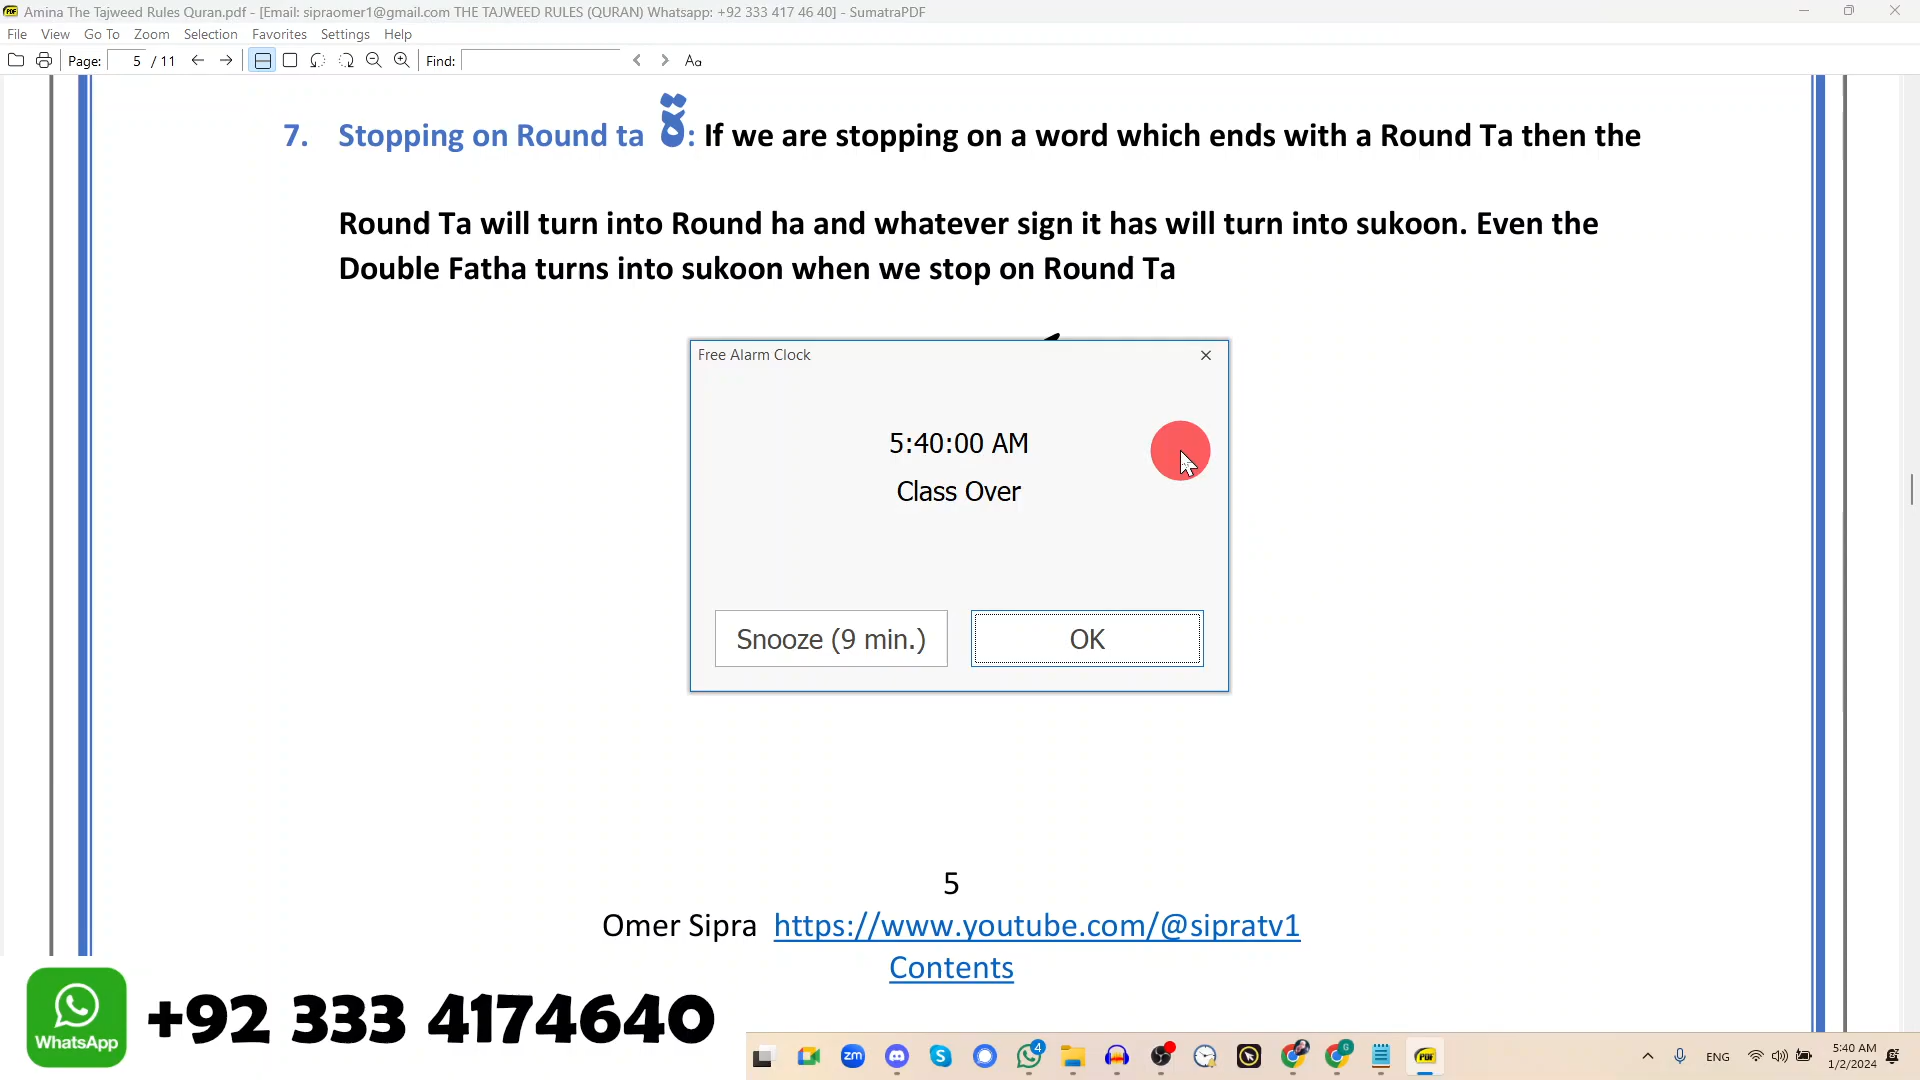 Amina The Tajweed Rules Quran.pdf - [Email: sipraomer1@gmail.com THE TAJWEED RULES (QURAN) Whatsapp: +92 333 417 46 40] - SumatraPDF
File View Go To Zoom Selection Favorites Settings Help
Page: 5 / 11 Find: Aa
7. Stopping on Round ta ة: If we are stopping on a word which ends with a Round Ta then the
Round Ta will turn into Round ha and whatever sign it has will turn into sukoon. Even the
Double Fatha turns into sukoon when we stop on Round Ta
Free Alarm Clock
5:40:00 AM
Class Over
Snooze (9 min.) OK
5
Omer Sipra https://www.youtube.com/@sipratv1
Contents
WhatsApp +92 333 4174640
zm 4 G PDF ENG 5:40 AM
1/2/2024